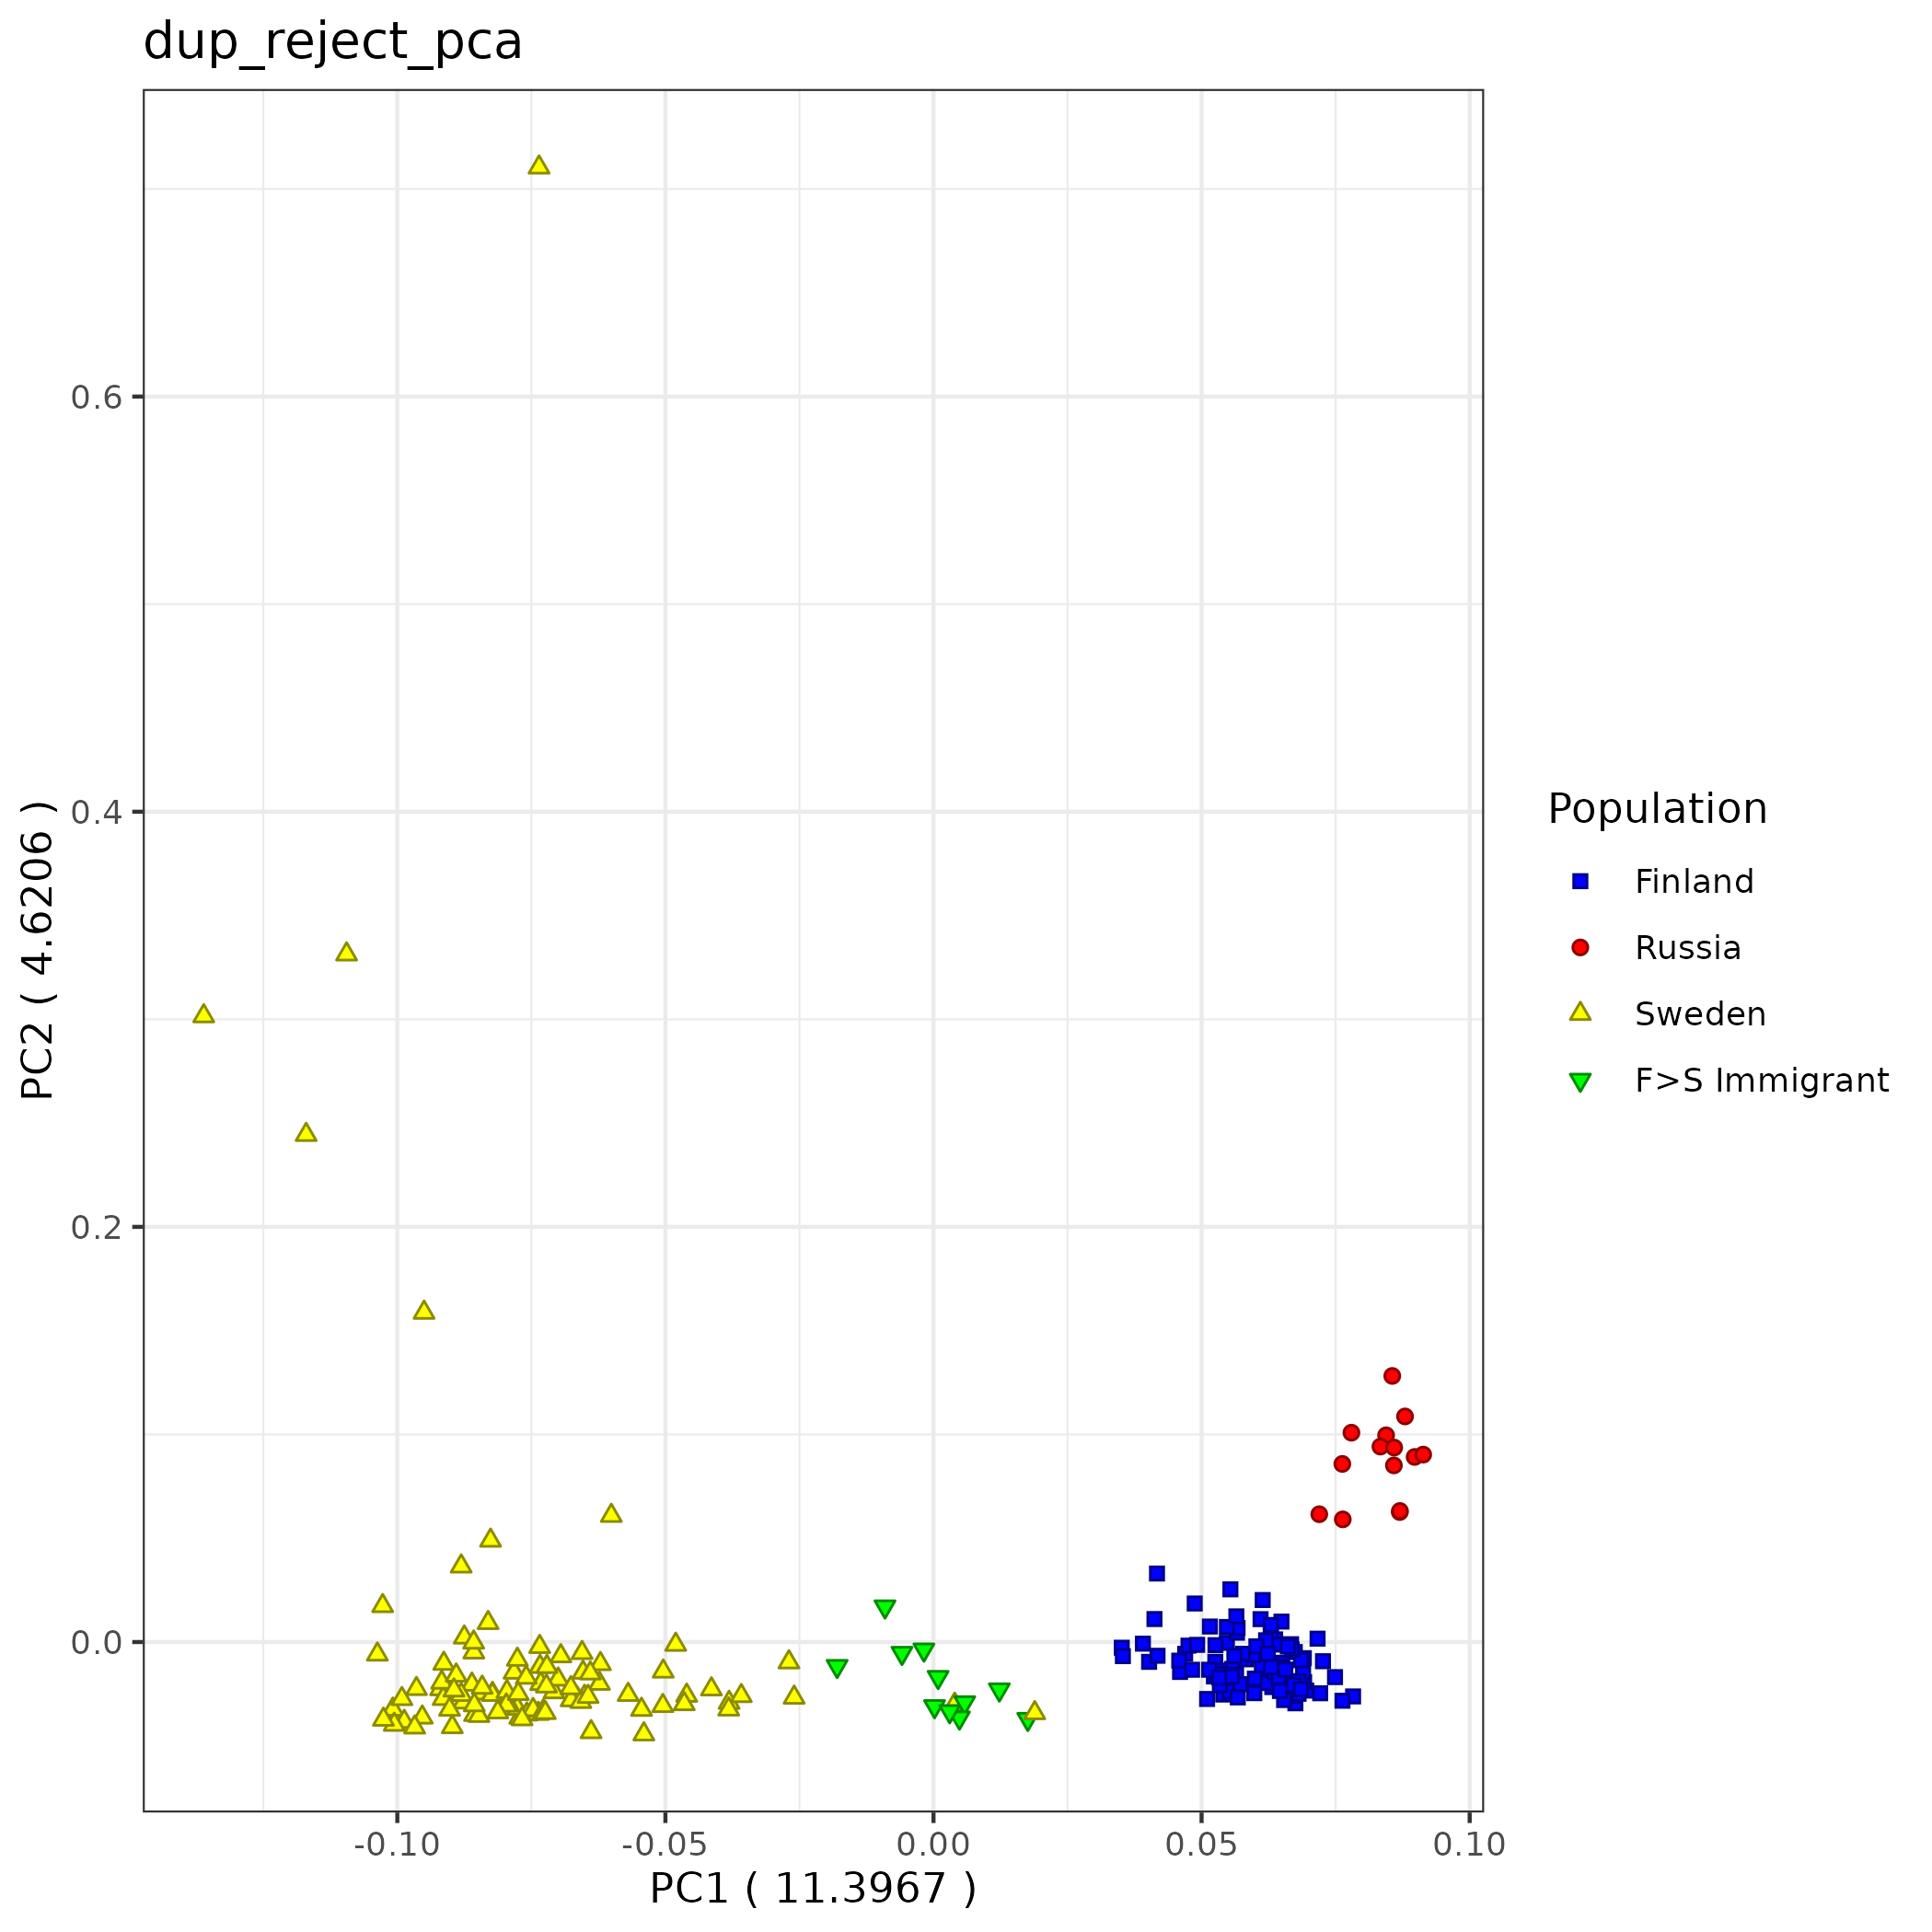 dup_reject_pca
0.6
0.4
0.2
0.0
PC2 ( 4.6206 )
-0.10
-0.05
0.00
0.05
0.10
PC1 ( 11.3967 )
Population
Finland
Russia
Sweden
F>S Immigrant